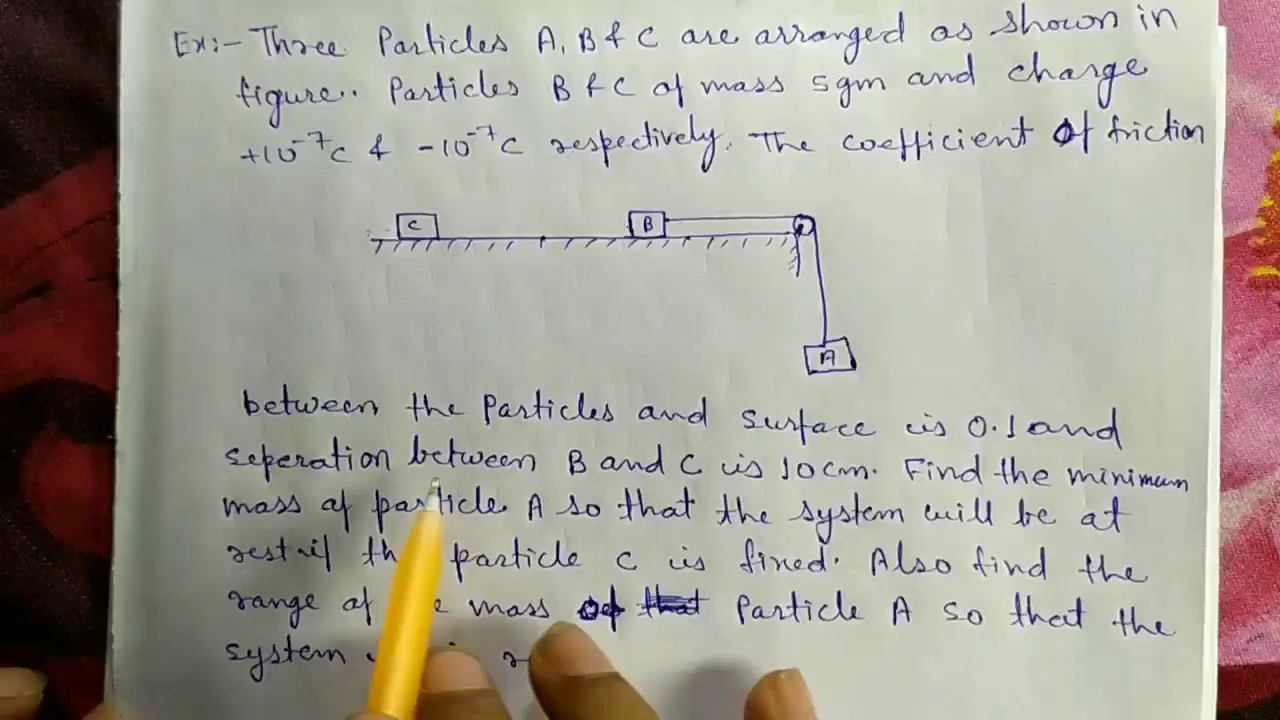 Ex:- Three Particles A, B & C are arranged as shown in
figure. Particles B & C of mass 5gm and charge
+10⁻⁷C & -10⁻⁷C respectively. The coefficient of friction
C B
A
between the Particles and surface is 0.1 and
seperation between B and C is 10cm. Find the minimum
mass of particle A so that the system will be at
rest if particle C is fixed. Also find the
range of mass of that Particle A so that the
system